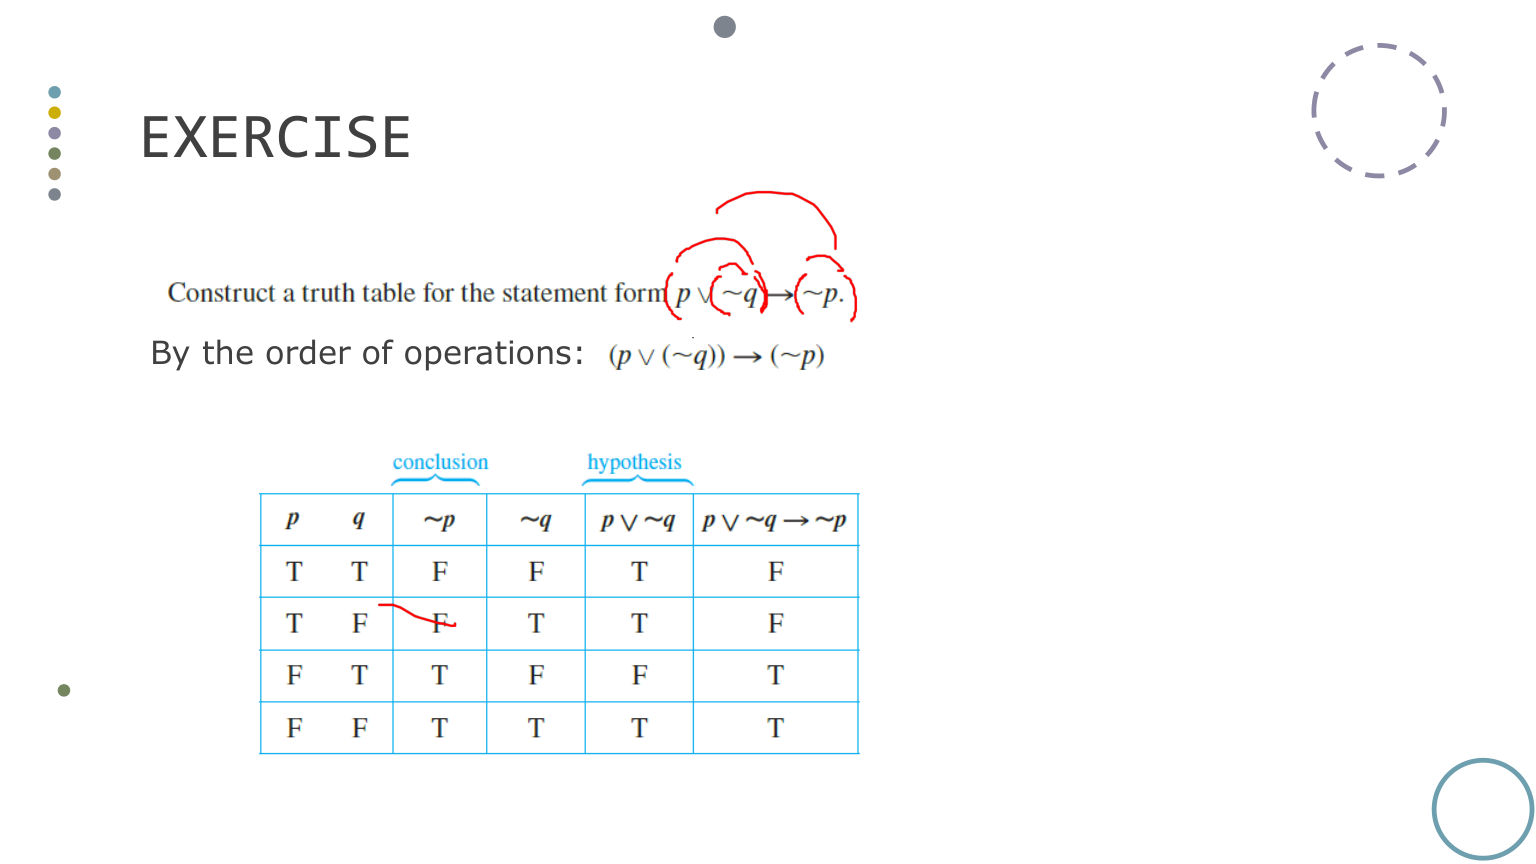 EXERCISE
Construct a truth table for the statement form p ∨ ~q → ~p.
By the order of operations: (p ∨ (~q)) → (~p)
conclusion hypothesis
p q ~p ~q p ∨ ~q p ∨ ~q → ~p
T T F F T F
T F F T T F
F T T F F T
F F T T T T